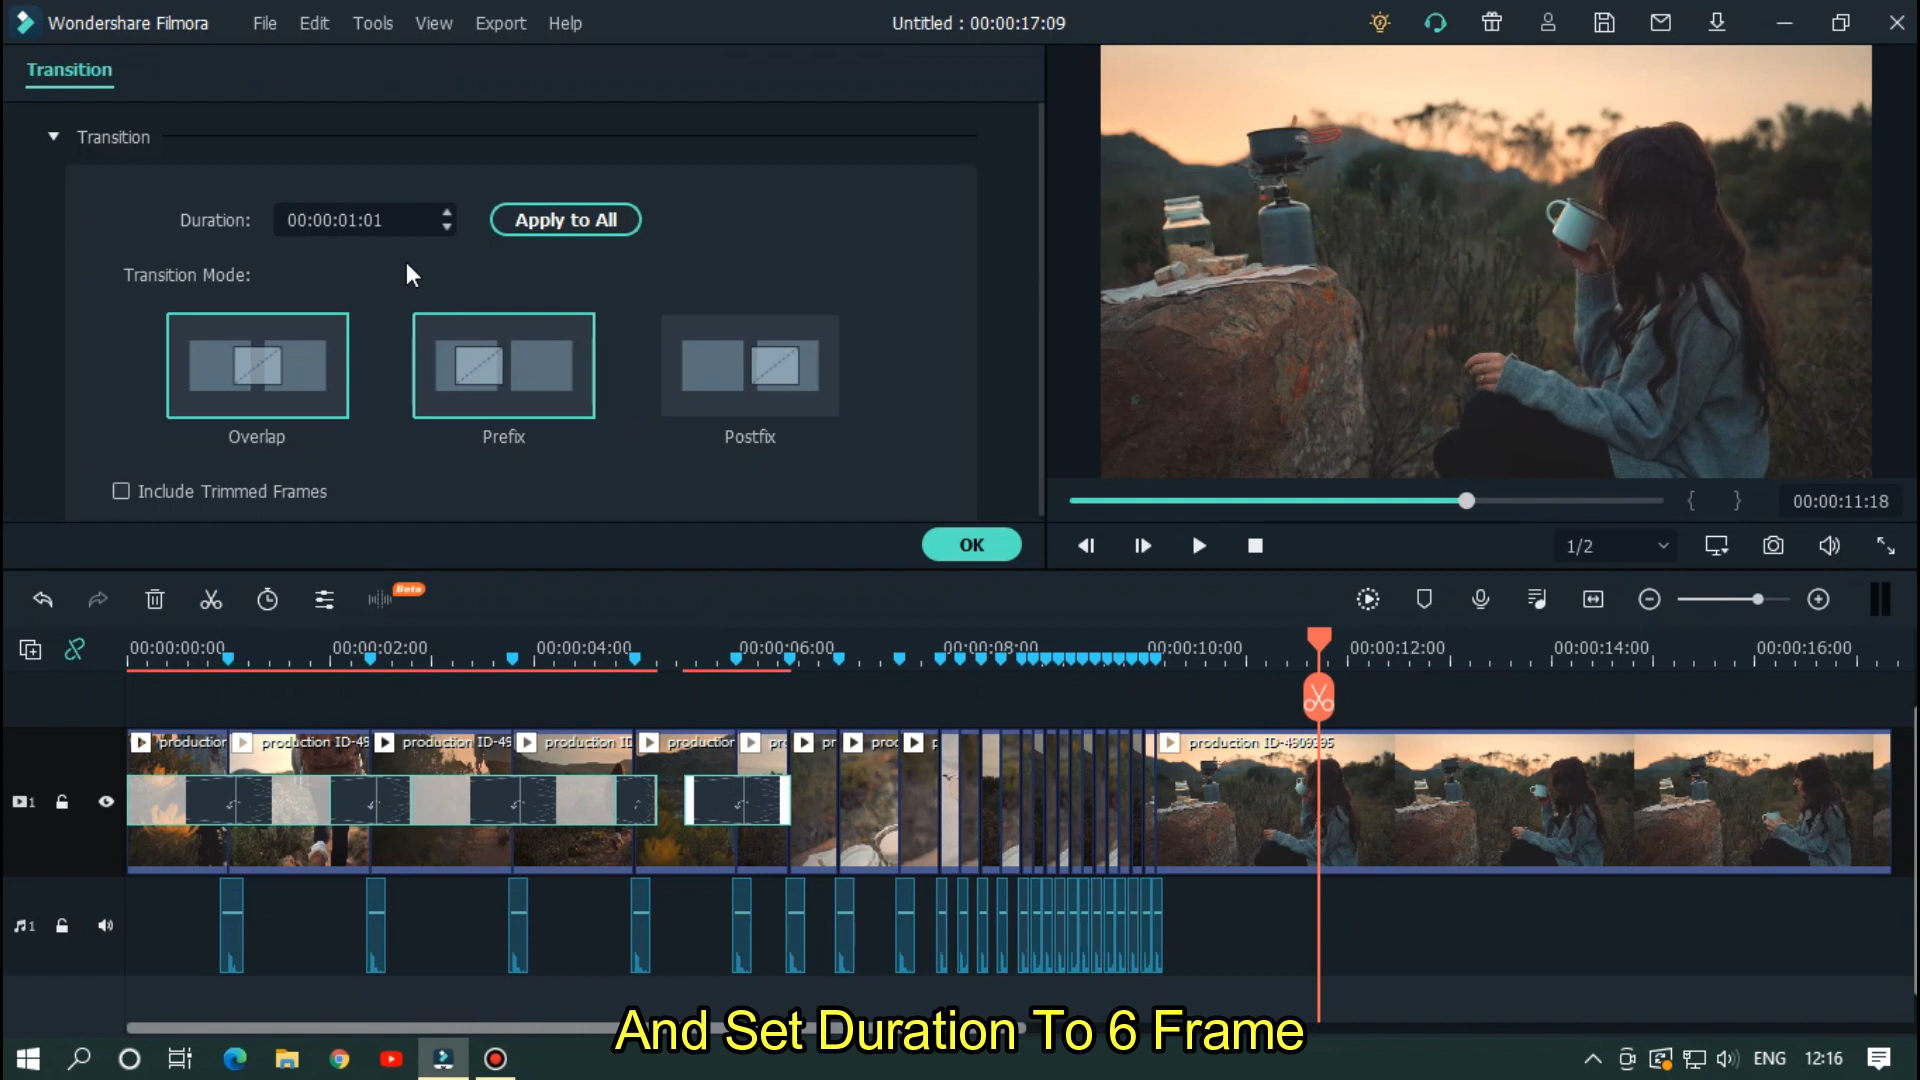 Wondershare Filmora File Edit Tools View Export Help Untitled : 00:00:17:09
Transition
Transition
Duration: 00:00:01:01 Apply to All
Transition Mode:
Overlap Prefix Postfix
Include Trimmed Frames
{ } 00:00:11:18
OK 1/2
Beta
00:00:00:00 00:00:02:00 00:00:04:00 00:00:06:00 00:00:08:00 00:00:10:00 00:00:12:00 00:00:14:00 00:00:16:00
production production ID-49 production ID-49 production ID production pr pr proc p production ID-4909395
1
1
And Set Duration To 6 Frame
ENG 12:16